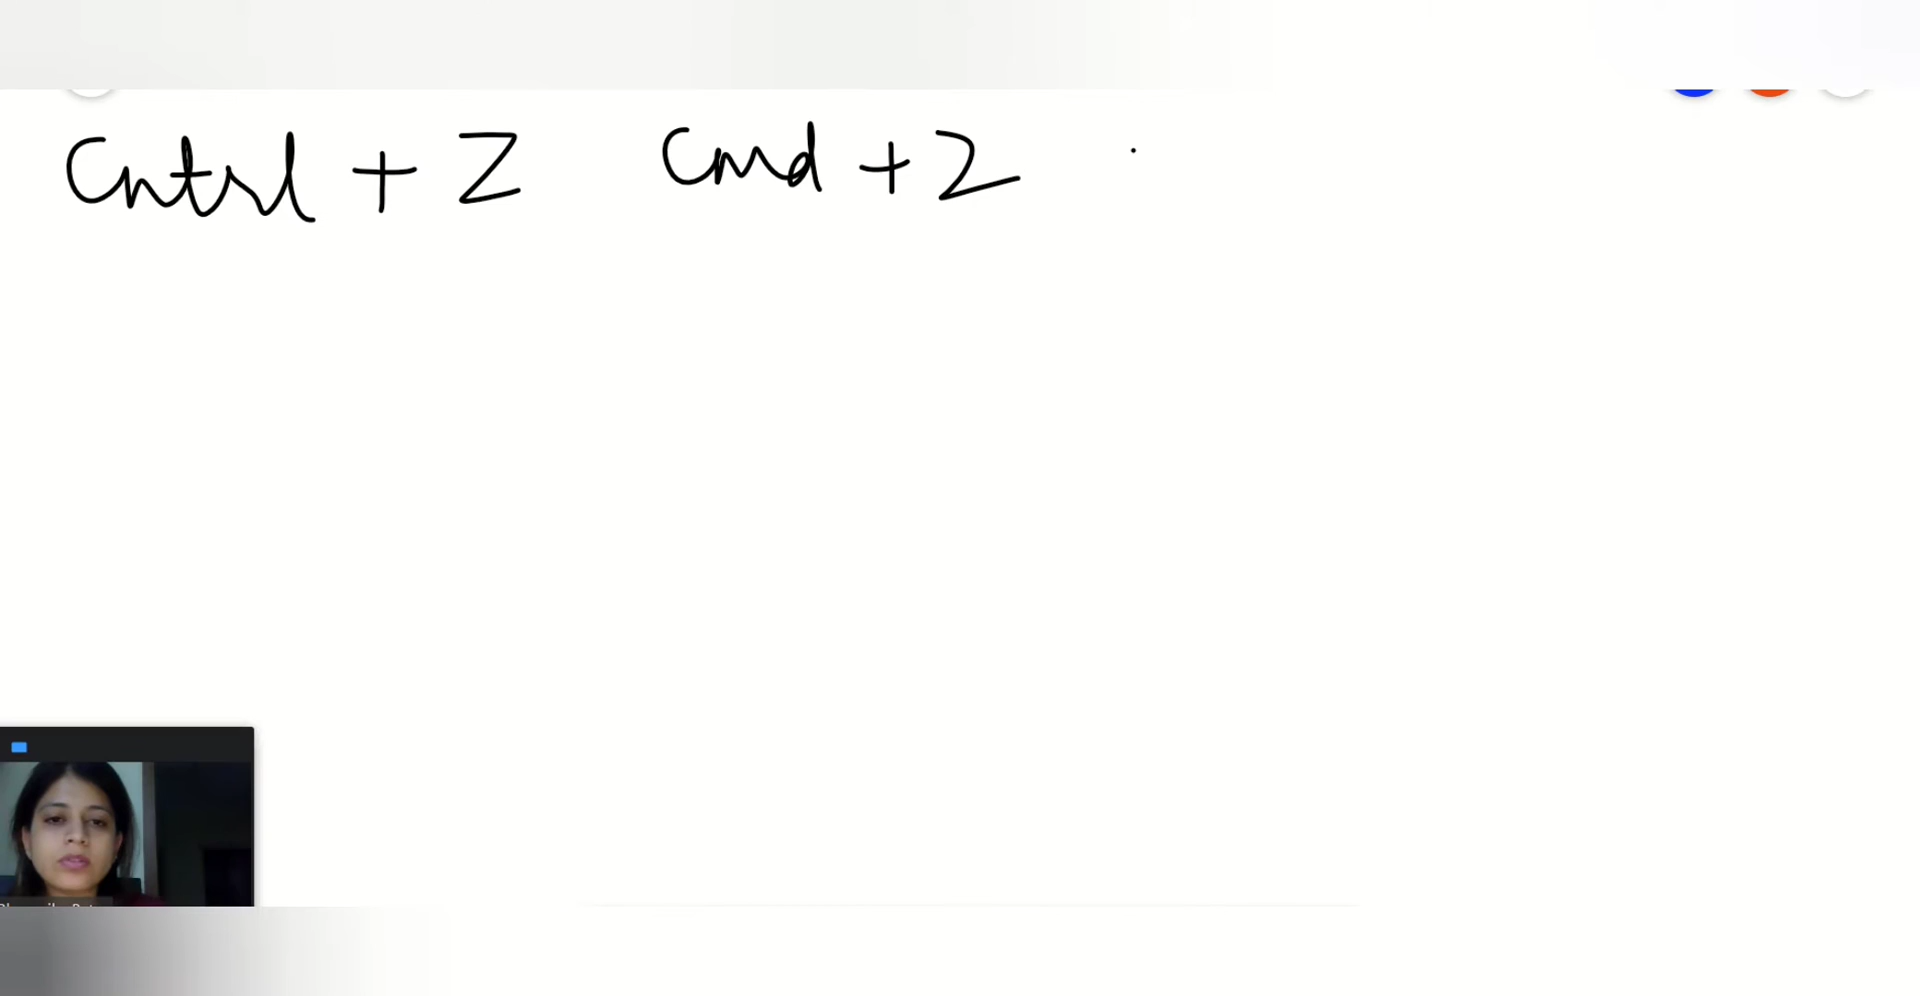 Cntrl + Z Cmd + Z